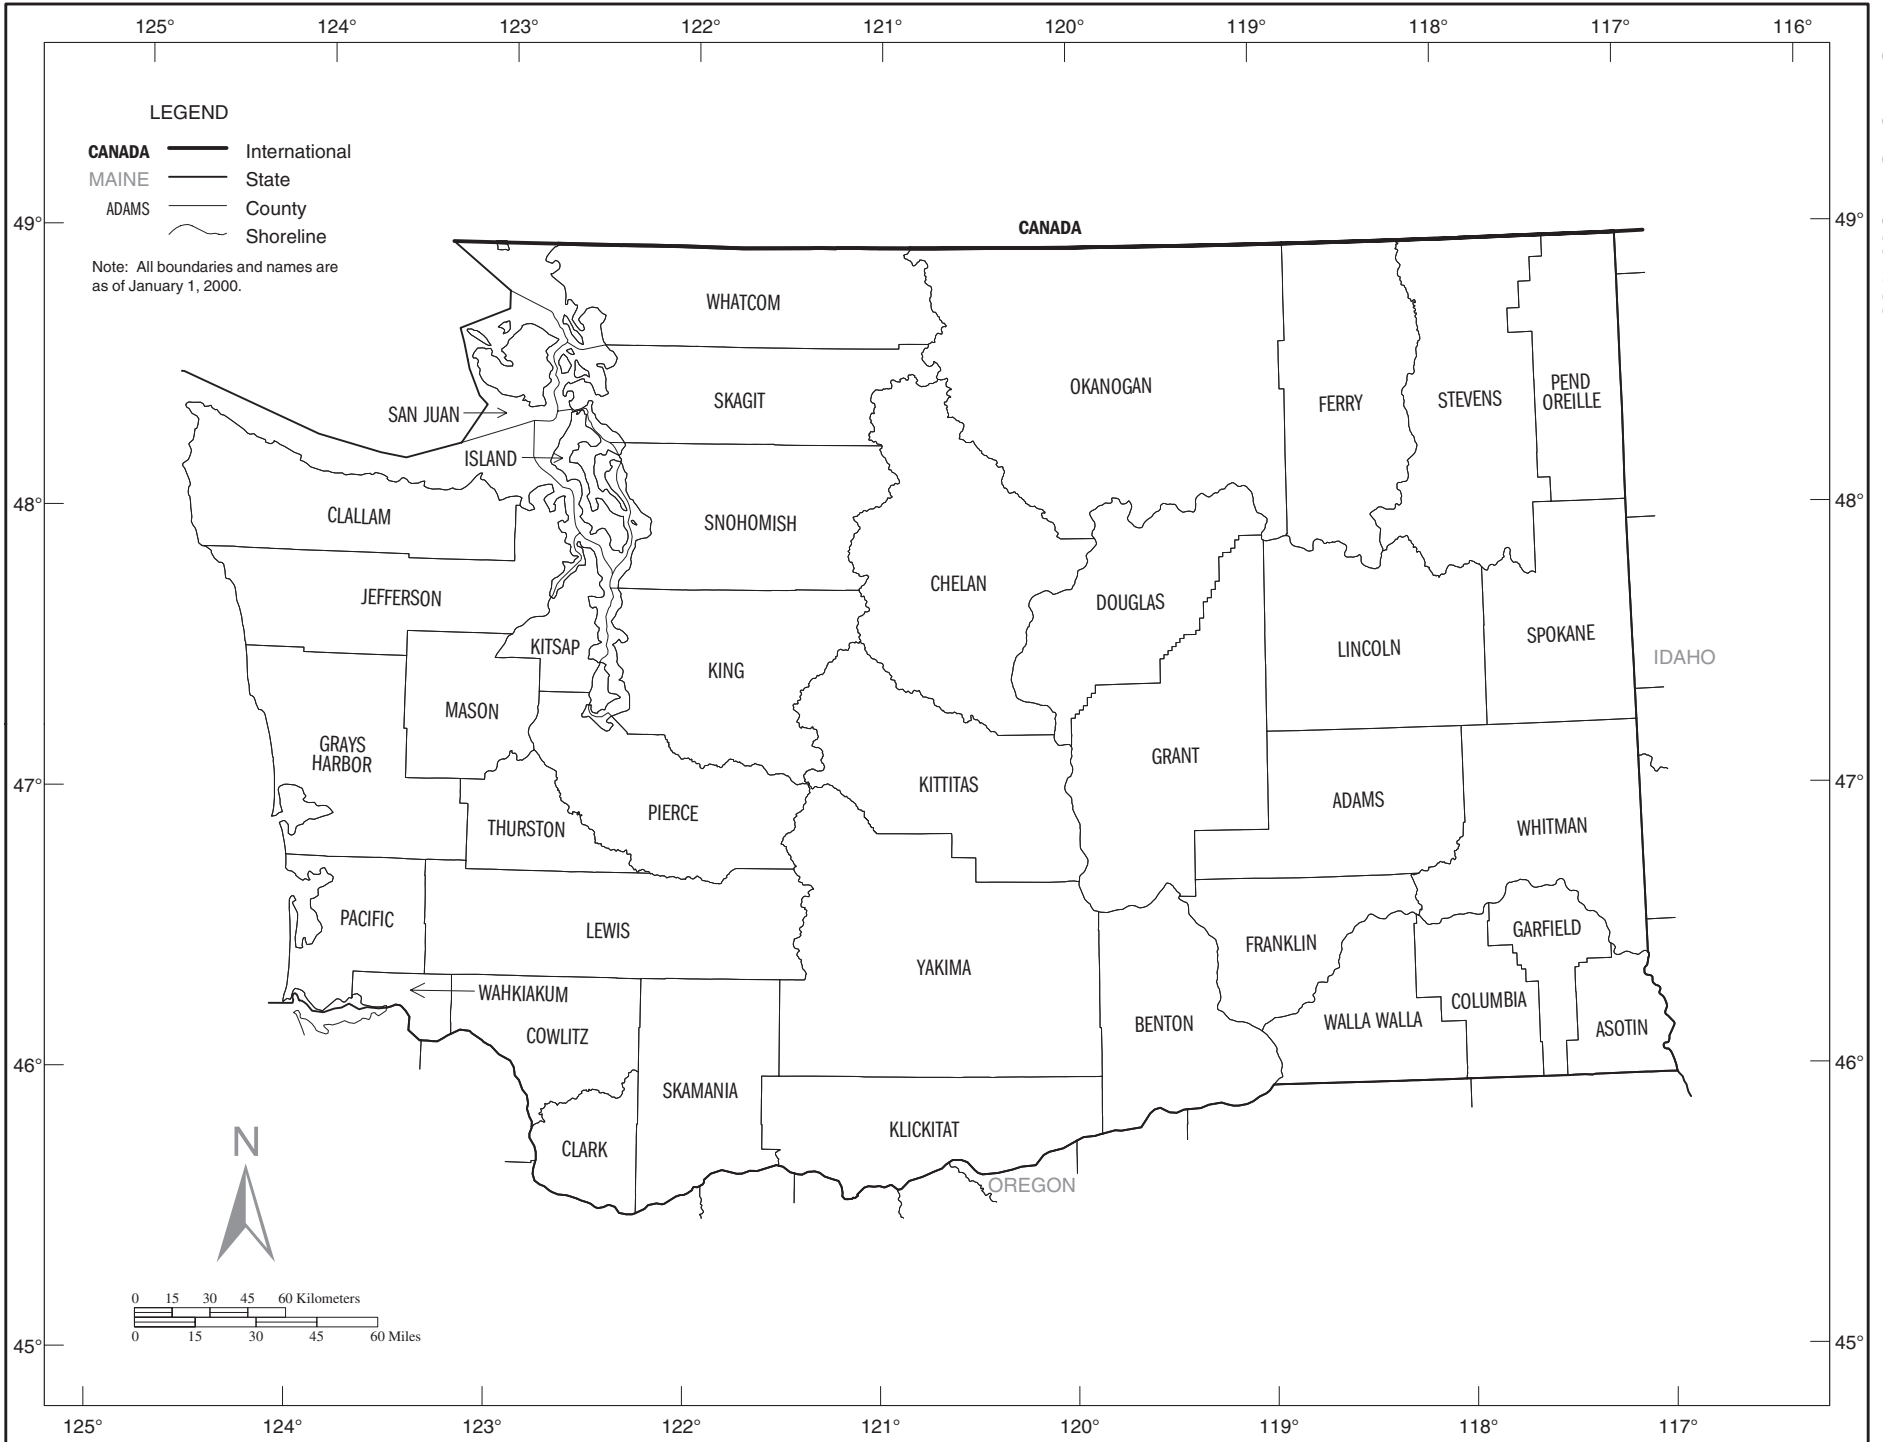 125° 124° 123° 122° 121° 120° 119° 118° 117° 116°
LEGEND
CANADA International
MAINE State
ADAMS County
Shoreline
Note: All boundaries and names are
as of January 1, 2000.
49° 49°
CANADA
WHATCOM
OKANOGAN
PEND
OREILLE
SKAGIT
FERRY
STEVENS
SAN JUAN
ISLAND
48° 48°
CLALLAM
SNOHOMISH
CHELAN
JEFFERSON
DOUGLAS
KITSAP
LINCOLN
SPOKANE
IDAHO
KING
MASON
GRAYS
HARBOR
GRANT
47° 47°
KITTITAS
ADAMS
PIERCE
THURSTON
WHITMAN
PACIFIC
LEWIS
GARFIELD
FRANKLIN
YAKIMA
WAHKIAKUM
COLUMBIA
COWLITZ
BENTON
WALLA WALLA
ASOTIN
46° 46°
SKAMANIA
KLICKITAT
CLARK
N
OREGON
0 15 30 45 60 Kilometers
0 15 30 45 60 Miles
45° 45°
125° 124° 123° 122° 121° 120° 119° 118° 117°